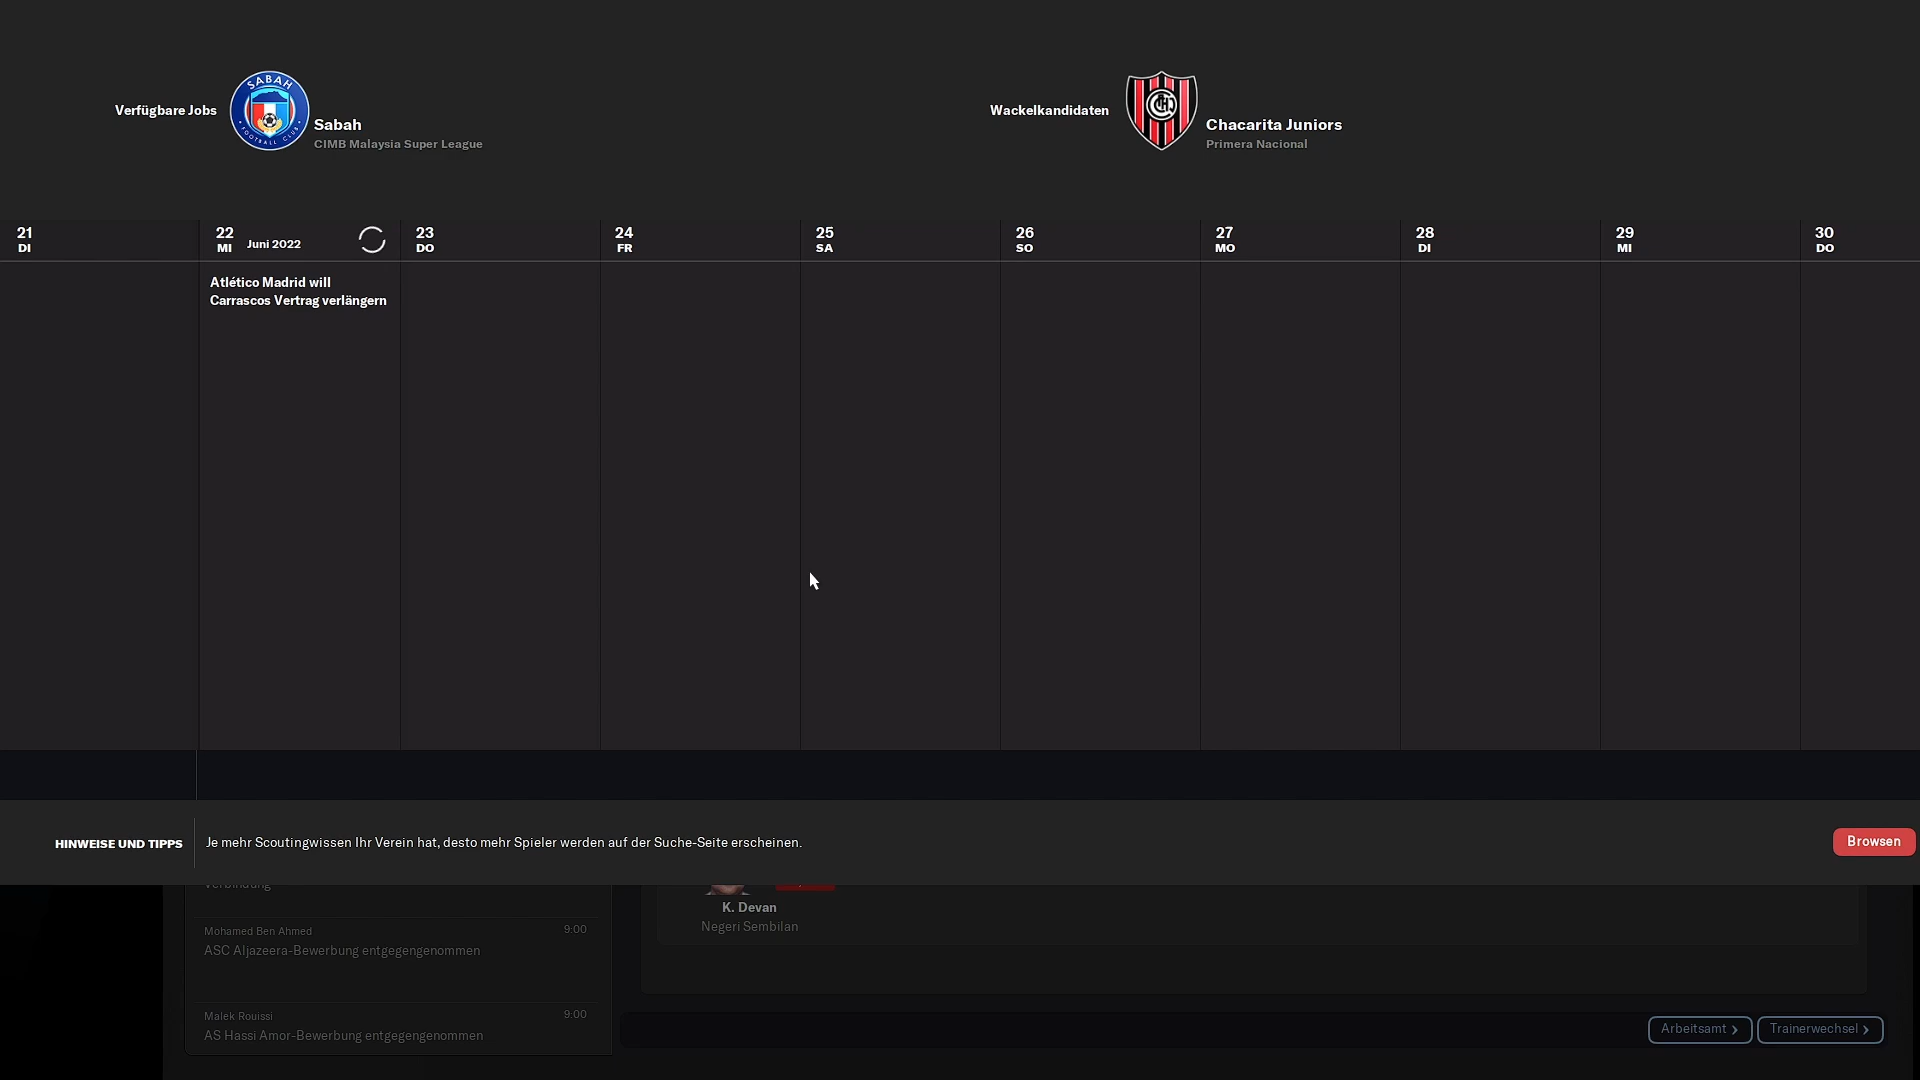 Verfügbare Jobs
SABAH
FOOTBALL CLUB
Sabah
CIMB Malaysia Super League
Wackelkandidaten
Chacarita Juniors
Primera Nacional
21
DI
22
MI Juni 2022
23
DO
24
FR
25
SA
26
SO
27
MO
28
DI
29
MI
30
DO
Atlético Madrid will
Carrascos Vertrag verlängern
HINWEISE UND TIPPS
Je mehr Scoutingwissen Ihr Verein hat, desto mehr Spieler werden auf der Suche-Seite erscheinen.
Browsen
Verbindung
Mohamed Ben Ahmed 9:00
ASC Aljazeera-Bewerbung entgegengenommen
Malek Rouissi 9:00
AS Hassi Amor-Bewerbung entgegengenommen
K. Devan
Negeri Sembilan
Arbeitsamt
Trainerwechsel